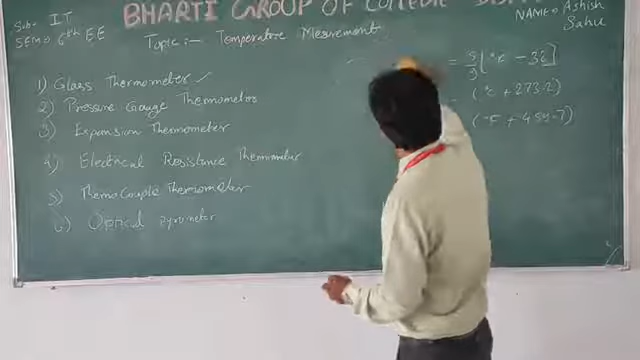 BHARTI GROUP OF COLLEGE
Sub:- IT
SEM:- 6th EE
NAME:- Ashish Sahu
Topic:- Temperature Mesurement
1) Glass Thermometer ✓
2) Pressure Gauge Thermometer
3) Expansion Thermometer
4) Electrical Resistance Thermometer
5) ThermoCouple Thermometer
6) Optical Pyrometer
= 5/9 [°F - 32]
(°C + 273.2)
(°F + 459.7)